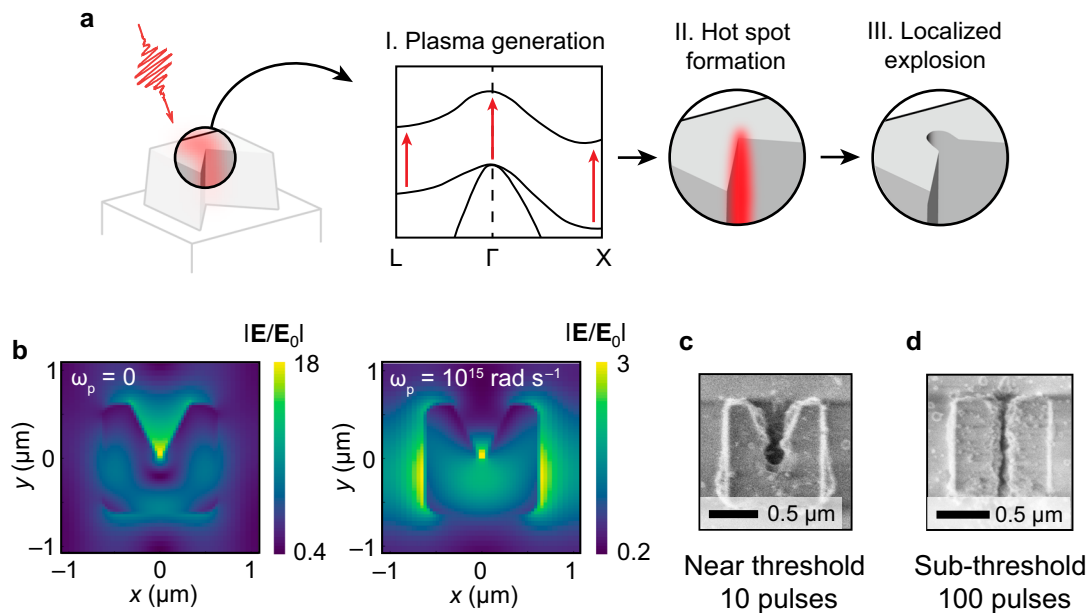 a
I. Plasma generation
L
Γ
X
II. Hot spot
formation
III. Localized
explosion
b
|E/E₀|
ωₚ = 0
18
0.4
1
0
–1
y (μm)
–1
0
1
x (μm)
|E/E₀|
ωₚ = 10¹⁵ rad s⁻¹
3
0.2
1
0
–1
y (μm)
–1
0
1
x (μm)
c
0.5 μm
Near threshold
10 pulses
d
0.5 μm
Sub-threshold
100 pulses